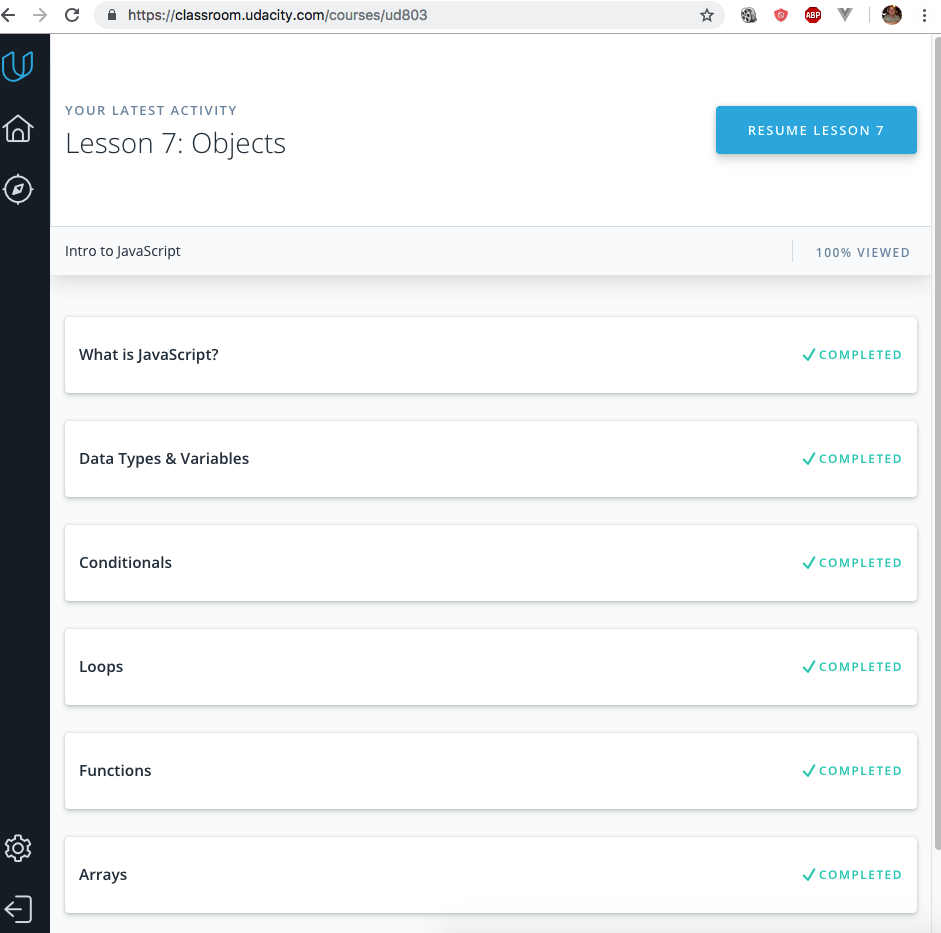 https://classroom.udacity.com/courses/ud803
ABP
YOUR LATEST ACTIVITY
Lesson 7: Objects
RESUME LESSON 7
Intro to JavaScript
100% VIEWED
What is JavaScript?
COMPLETED
Data Types & Variables
COMPLETED
Conditionals
COMPLETED
Loops
COMPLETED
Functions
COMPLETED
Arrays
COMPLETED